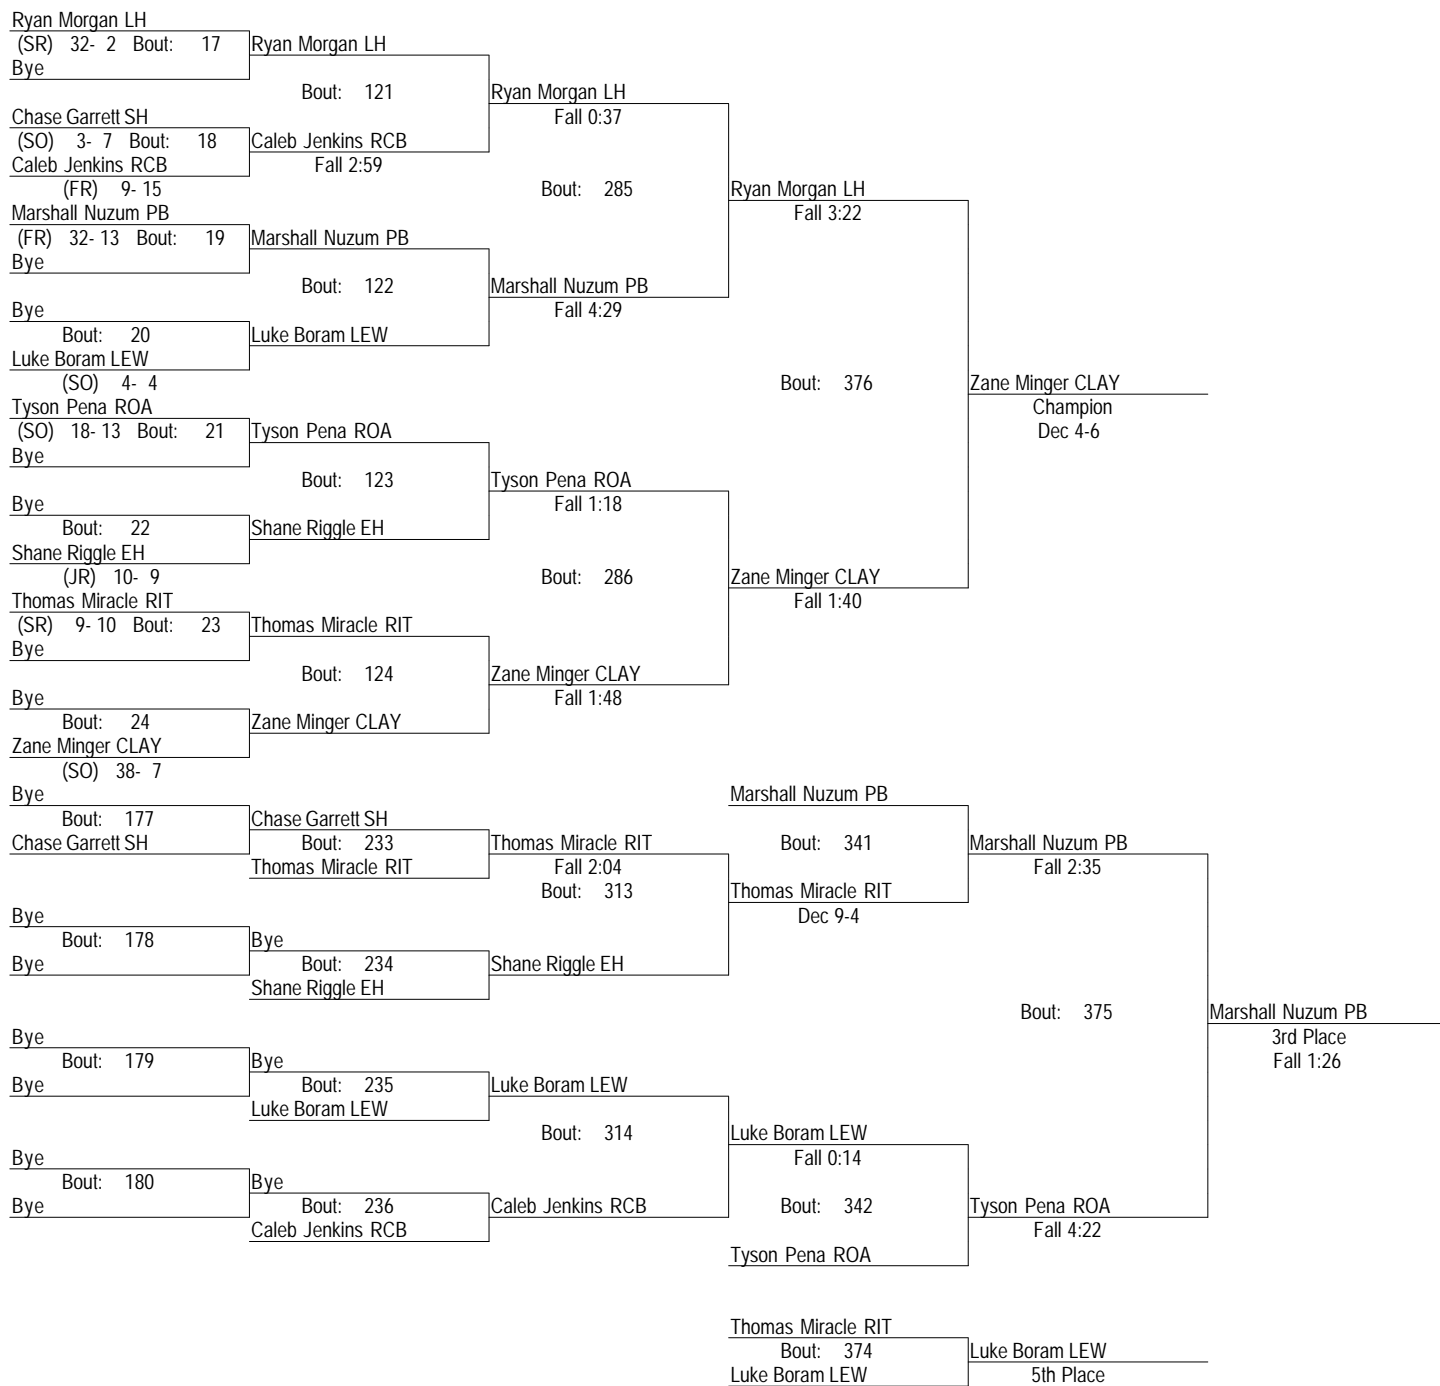 Ryan Morgan LH
(SR) 32- 2 Bout: 17
Bye
Ryan Morgan LH
Bout: 121
Chase Garrett SH
(SO) 3- 7 Bout: 18
Caleb Jenkins RCB
(FR) 9- 15
Caleb Jenkins RCB
Fall 2:59
Ryan Morgan LH
Fall 0:37
Bout: 285
Marshall Nuzum PB
(FR) 32- 13 Bout: 19
Bye
Marshall Nuzum PB
Bout: 122
Bye
Bout: 20
Luke Boram LEW
(SO) 4- 4
Luke Boram LEW
Marshall Nuzum PB
Fall 4:29
Ryan Morgan LH
Fall 3:22
Bout: 376
Tyson Pena ROA
(SO) 18- 13 Bout: 21
Bye
Tyson Pena ROA
Bout: 123
Bye
Bout: 22
Shane Riggle EH
(JR) 10- 9
Shane Riggle EH
Tyson Pena ROA
Fall 1:18
Bout: 286
Thomas Miracle RIT
(SR) 9- 10 Bout: 23
Bye
Thomas Miracle RIT
Bout: 124
Bye
Bout: 24
Zane Minger CLAY
(SO) 38- 7
Zane Minger CLAY
Zane Minger CLAY
Fall 1:48
Zane Minger CLAY
Fall 1:40
Zane Minger CLAY
Champion
Dec 4-6
Bye
Bout: 177
Chase Garrett SH
Chase Garrett SH
Bout: 233
Thomas Miracle RIT
Thomas Miracle RIT
Fall 2:04
Bout: 313
Bye
Bout: 178
Bye
Bye
Bout: 234
Shane Riggle EH
Shane Riggle EH
Marshall Nuzum PB
Bout: 341
Thomas Miracle RIT
Dec 9-4
Marshall Nuzum PB
Fall 2:35
Bout: 375
Bye
Bout: 179
Bye
Bye
Bout: 235
Luke Boram LEW
Luke Boram LEW
Bout: 314
Bye
Bout: 180
Bye
Bye
Bout: 236
Caleb Jenkins RCB
Caleb Jenkins RCB
Luke Boram LEW
Fall 0:14
Bout: 342
Tyson Pena ROA
Tyson Pena ROA
Fall 4:22
Marshall Nuzum PB
3rd Place
Fall 1:26
Thomas Miracle RIT
Bout: 374
Luke Boram LEW
Luke Boram LEW
5th Place